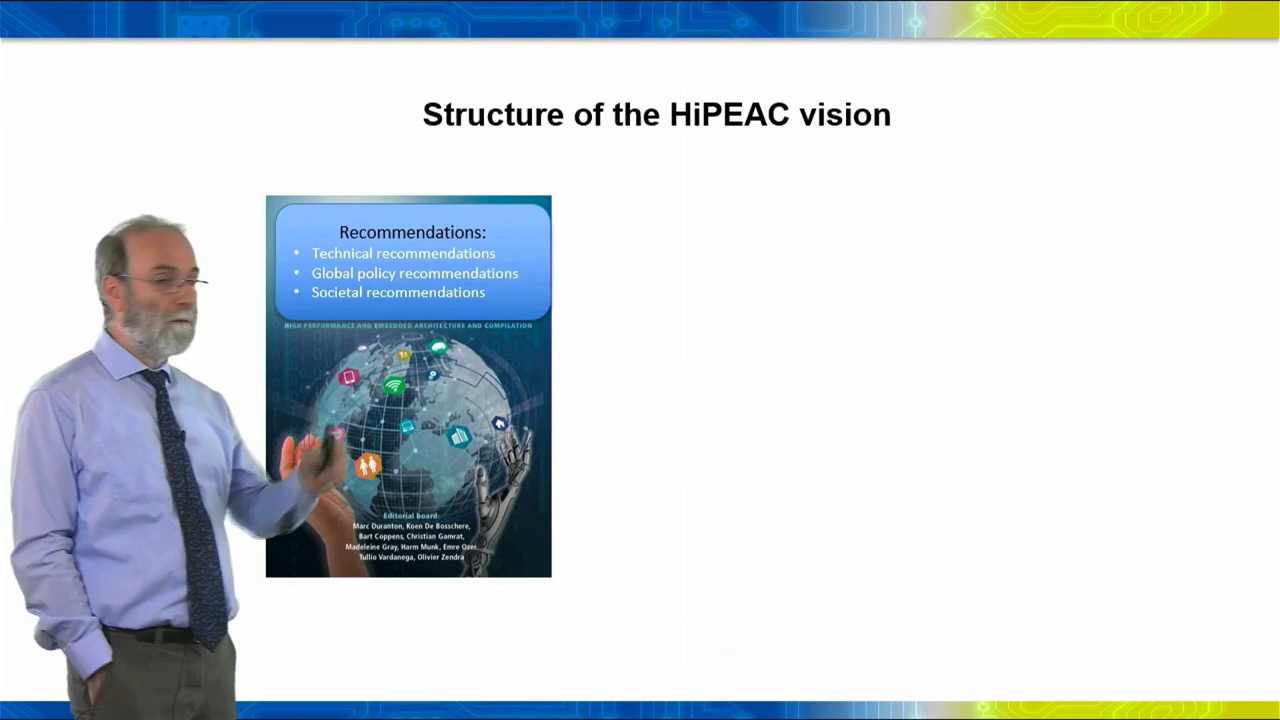 Structure of the HiPEAC vision
Recommendations:
• Technical recommendations
• Global policy recommendations
• Societal recommendations
HIGH PERFORMANCE AND EMBEDDED ARCHITECTURE AND COMPILATION
Editorial board:
Marc Duranton, Koen De Bosschere,
Bart Coppens, Christian Gamrat,
Madeleine Gray, Harm Munk, Emre Ozer,
Tullio Vardanega, Olivier Zendra